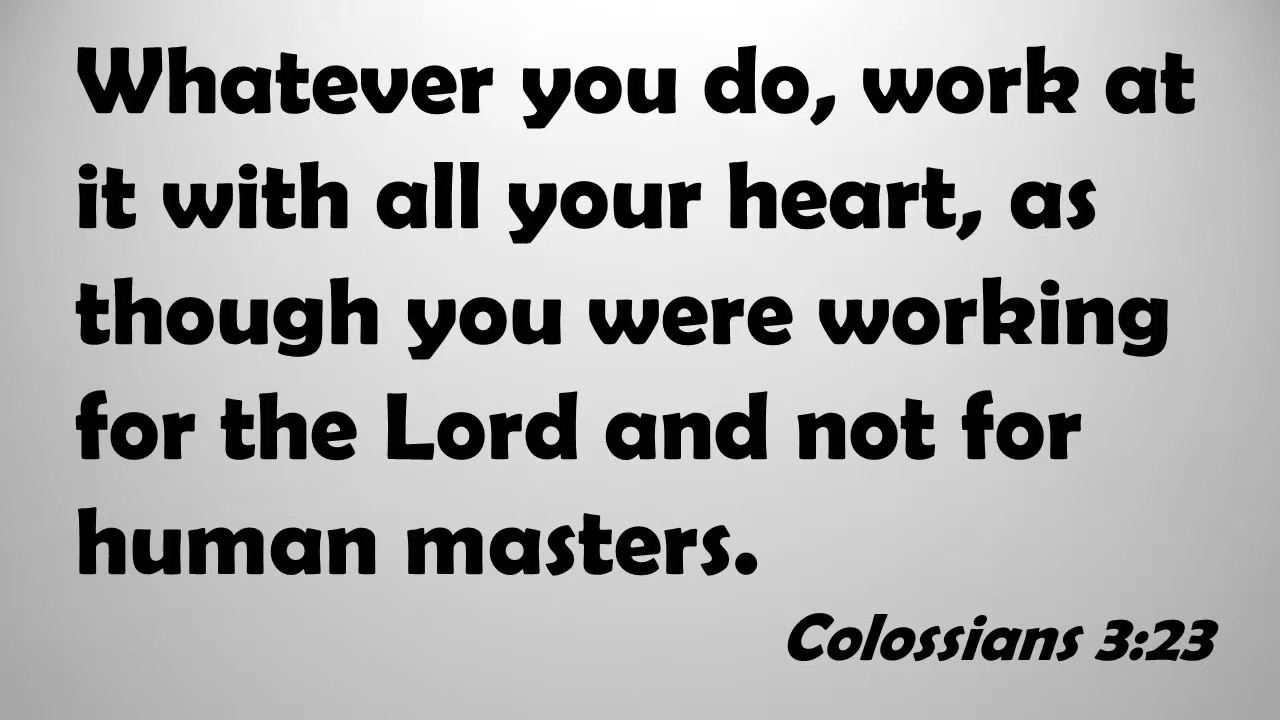 Whatever you do, work at
it with all your heart, as
though you were working
for the Lord and not for
human masters.
Colossians 3:23